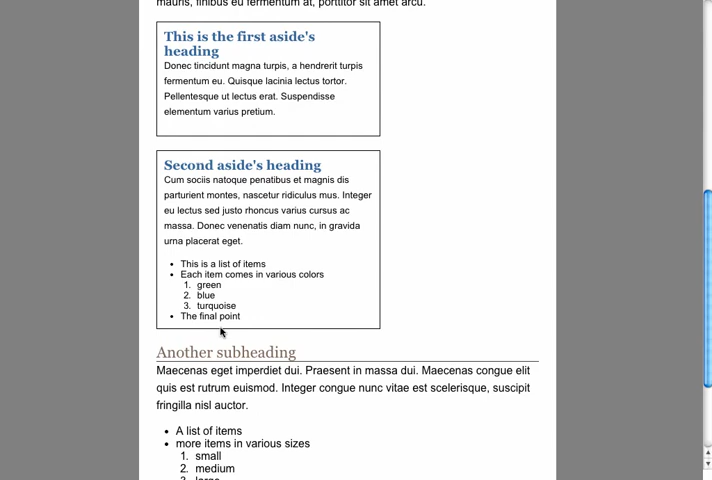 mauris, finibus eu fermentum at, porttitor sit amet arcu.
This is the first aside's
heading
Donec tincidunt magna turpis, a hendrerit turpis
fermentum eu. Quisque lacinia lectus tortor.
Pellentesque ut lectus erat. Suspendisse
elementum varius pretium.
Second aside's heading
Cum sociis natoque penatibus et magnis dis
parturient montes, nascetur ridiculus mus. Integer
eu lectus sed justo rhoncus varius cursus ac
massa. Donec venenatis diam nunc, in gravida
urna placerat eget.
• This is a list of items
• Each item comes in various colors
1. green
2. blue
3. turquoise
• The final point
Another subheading
Maecenas eget imperdiet dui. Praesent in massa dui. Maecenas congue elit
quis est rutrum euismod. Integer congue nunc vitae est scelerisque, suscipit
fringilla nisl auctor.
• A list of items
• more items in various sizes
1. small
2. medium
3. large